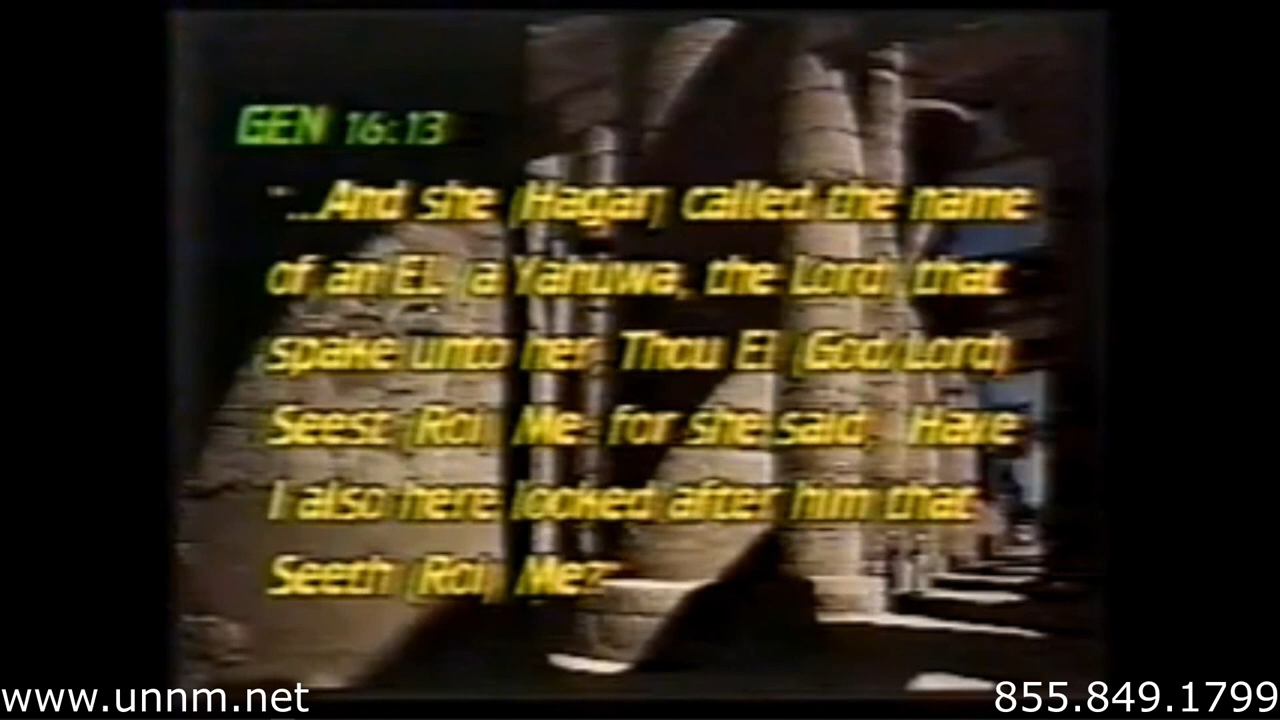 GEN 16:13
"...And she (Hagar) called the name
of an EL (a Yahuwa, the Lord) that
spake unto her, Thou El (God/Lord)
Seest (Roi) Me: for she said, Have
I also here looked after him that
Seeth (Roi) Me?"
www.unnm.net
855.849.1799